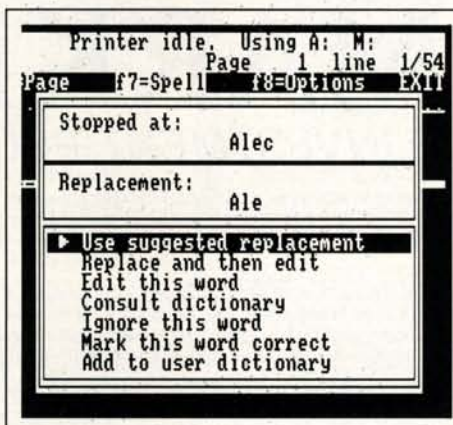 Printer idle. Using A: M:
Page 1 line 1/54
Page f7=Spell f8=Options EXIT
Stopped at:
Alec
Replacement:
Ale
▶ Use suggested replacement
Replace and then edit
Edit this word
Consult dictionary
Ignore this word
Mark this word correct
Add to user dictionary